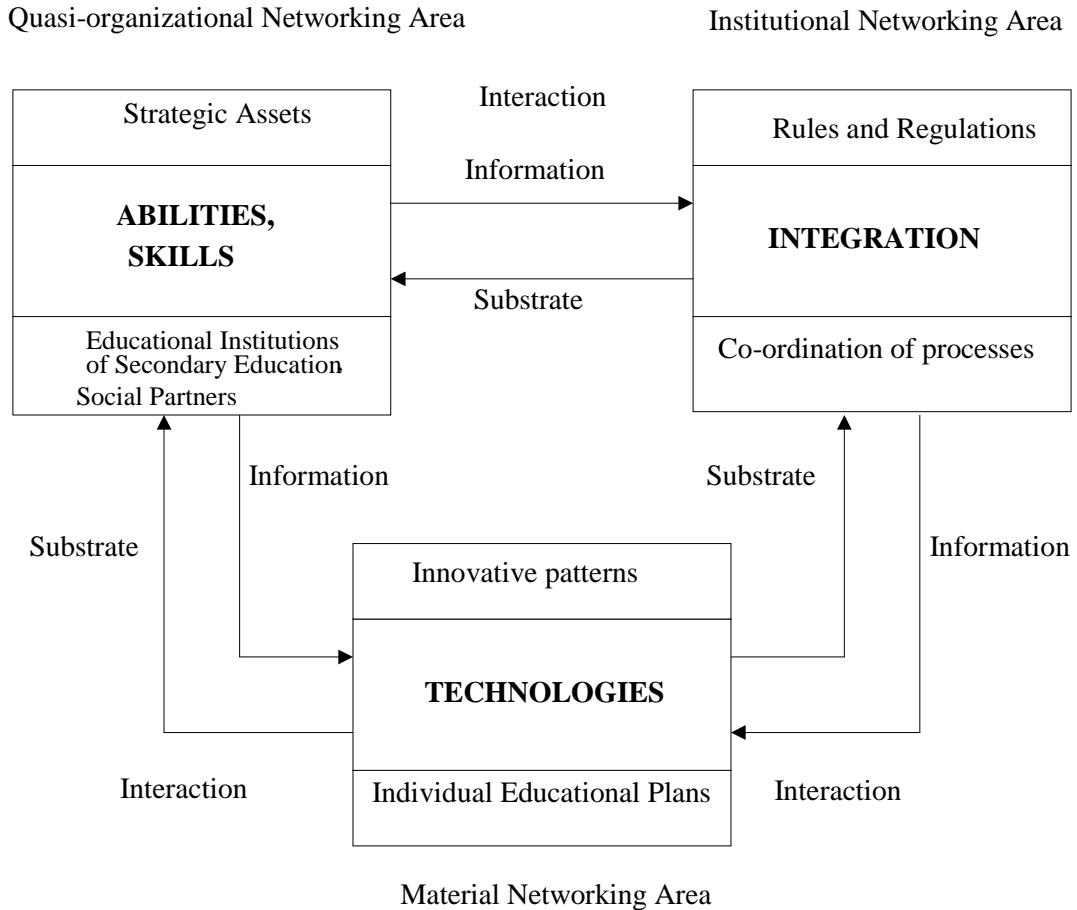 Quasi-organizational Networking Area
Institutional Networking Area
Strategic Assets
Interaction
Rules and Regulations
Information
ABILITIES,
SKILLS
INTEGRATION
Substrate
Educational Institutions
of Secondary Education,
Social Partners
Co-ordination of processes
Information
Substrate
Substrate
Information
Innovative patterns
TECHNOLOGIES
Interaction
Individual Educational Plans
Interaction
Material Networking Area